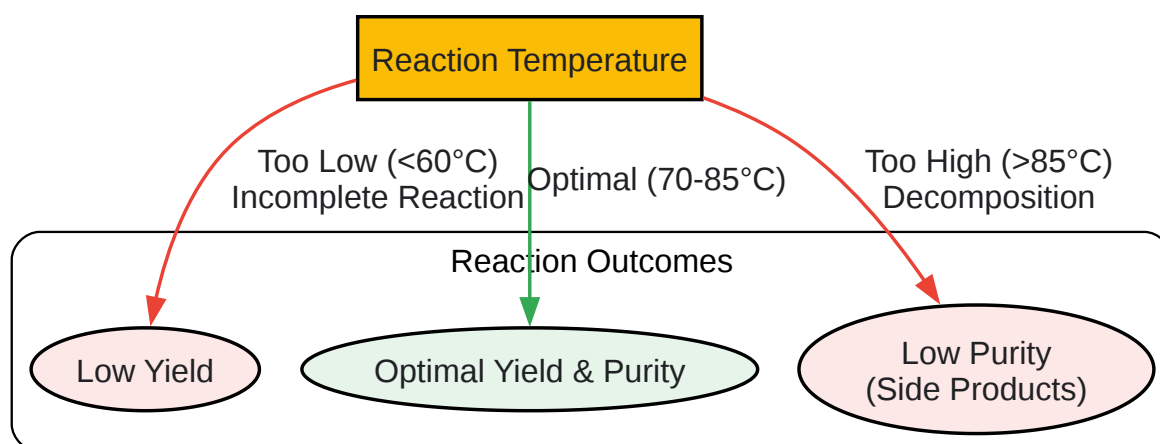 Reaction Temperature
Too Low (<60°C)
Incomplete Reaction
Optimal (70-85°C)
Too High (>85°C)
Decomposition
Reaction Outcomes
Low Yield
Optimal Yield & Purity
Low Purity
(Side Products)